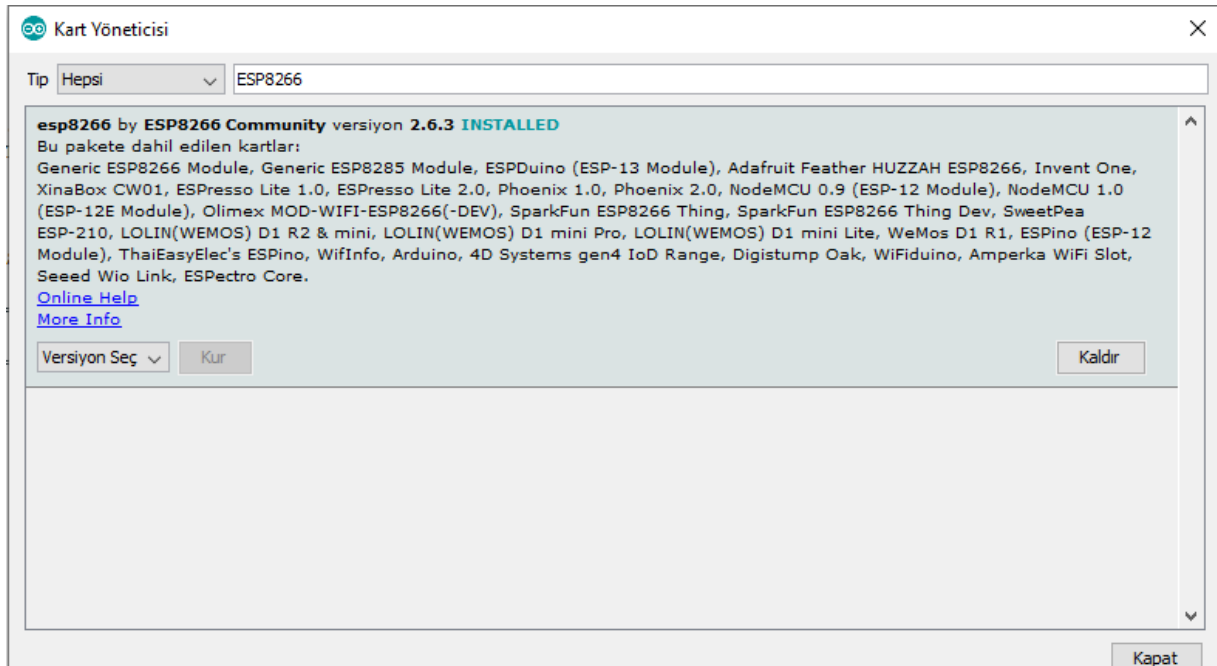 Kart Yöneticisi
Tip Hepsi ESP8266
esp8266 by ESP8266 Community versiyon 2.6.3 INSTALLED
Bu pakete dahil edilen kartlar:
Generic ESP8266 Module, Generic ESP8285 Module, ESPDuino (ESP-13 Module), Adafruit Feather HUZZAH ESP8266, Invent One,
XinaBox CW01, ESPresso Lite 1.0, ESPresso Lite 2.0, Phoenix 1.0, Phoenix 2.0, NodeMCU 0.9 (ESP-12 Module), NodeMCU 1.0
(ESP-12E Module), Olimex MOD-WIFI-ESP8266(-DEV), SparkFun ESP8266 Thing, SparkFun ESP8266 Thing Dev, SweetPea
ESP-210, LOLIN(WEMOS) D1 R2 & mini, LOLIN(WEMOS) D1 mini Pro, LOLIN(WEMOS) D1 mini Lite, WeMos D1 R1, ESPino (ESP-12
Module), ThaiEasyElec's ESPino, WifInfo, Arduino, 4D Systems gen4 IoD Range, Digistump Oak, WiFiduino, Amperka WiFi Slot,
Seeed Wio Link, ESPectro Core.
Online Help
More Info
Versiyon Seç Kur Kaldır
Kapat